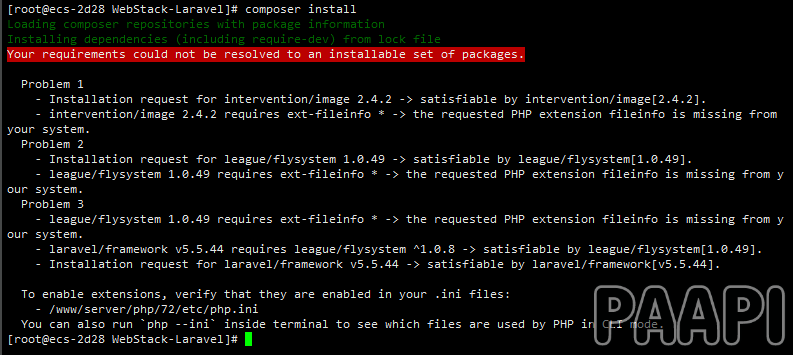 [root@ecs-2d28 WebStack-Laravel]# composer install
Loading composer repositories with package information
Installing dependencies (including require-dev) from lock file
Your requirements could not be resolved to an installable set of packages.
Problem 1
- Installation request for intervention/image 2.4.2 -> satisfiable by intervention/image[2.4.2].
- intervention/image 2.4.2 requires ext-fileinfo * -> the requested PHP extension fileinfo is missing from
your system.
Problem 2
- Installation request for league/flysystem 1.0.49 -> satisfiable by league/flysystem[1.0.49].
- league/flysystem 1.0.49 requires ext-fileinfo * -> the requested PHP extension fileinfo is missing from y
our system.
Problem 3
- league/flysystem 1.0.49 requires ext-fileinfo * -> the requested PHP extension fileinfo is missing from y
our system.
- laravel/framework v5.5.44 requires league/flysystem ^1.0.8 -> satisfiable by league/flysystem[1.0.49].
- Installation request for laravel/framework v5.5.44 -> satisfiable by laravel/framework[v5.5.44].
To enable extensions, verify that they are enabled in your .ini files:
- /www/server/php/72/etc/php.ini
You can also run `php --ini` inside terminal to see which files are used by PHP in CLI mode.
[root@ecs-2d28 WebStack-Laravel]#
PAAPI